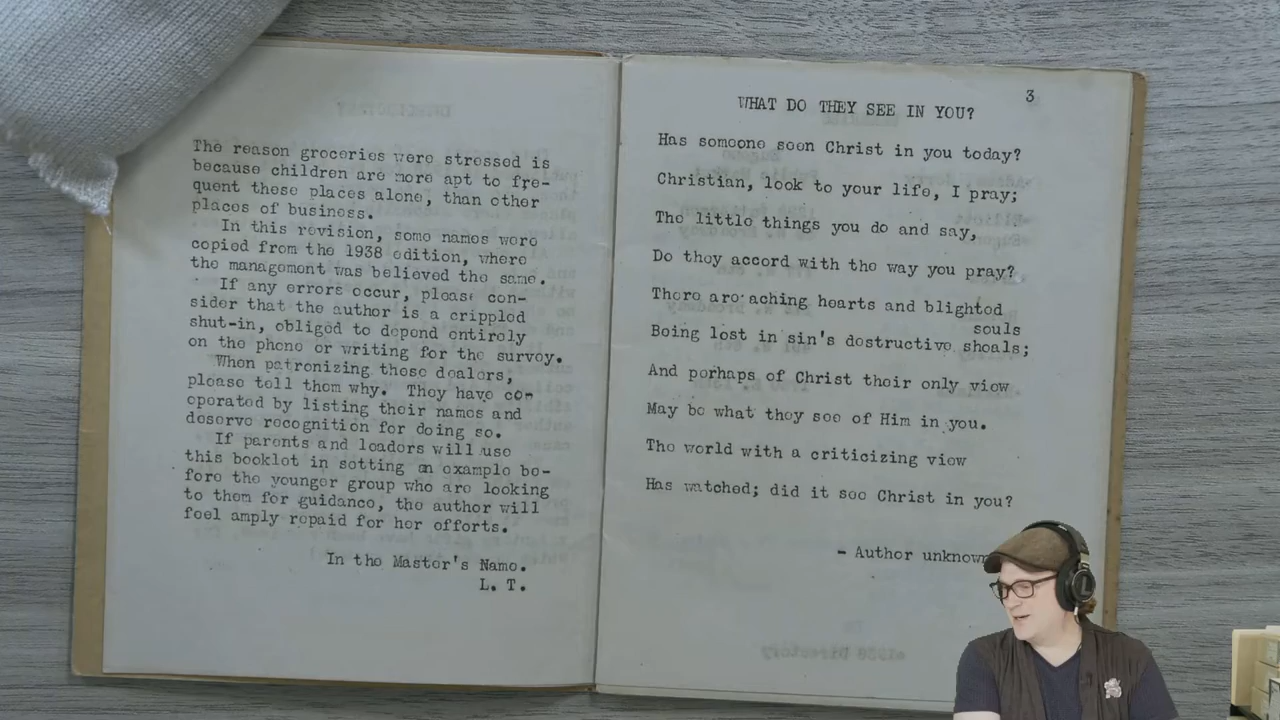 The reason groceries were stressed is
because children are more apt to fre-
quent these places alone, than other
places of business.
In this revision, some names were
copied from the 1938 edition, where
the management was believed the same.
If any errors occur, please con-
sider that the author is a crippled
shut-in, obliged to depend entirely
on the phone or writing for the survey.
When patronizing these dealers,
please tell them why. They have co-
operated by listing their names and
deserve recognition for doing so.
If parents and leaders will use
this booklet in setting an example be-
fore the younger group who are looking
to them for guidance, the author will
feel amply repaid for her efforts.
In the Master's Name.
L. T.
3
WHAT DO THEY SEE IN YOU?
Has someone seen Christ in you today?
Christian, look to your life, I pray;
The little things you do and say,
Do they accord with the way you pray?
There are aching hearts and blighted
souls
Being lost in sin's destructive shoals;
And perhaps of Christ their only view
May be what they see of Him in you.
The world with a criticizing view
Has watched; did it see Christ in you?
- Author unknown